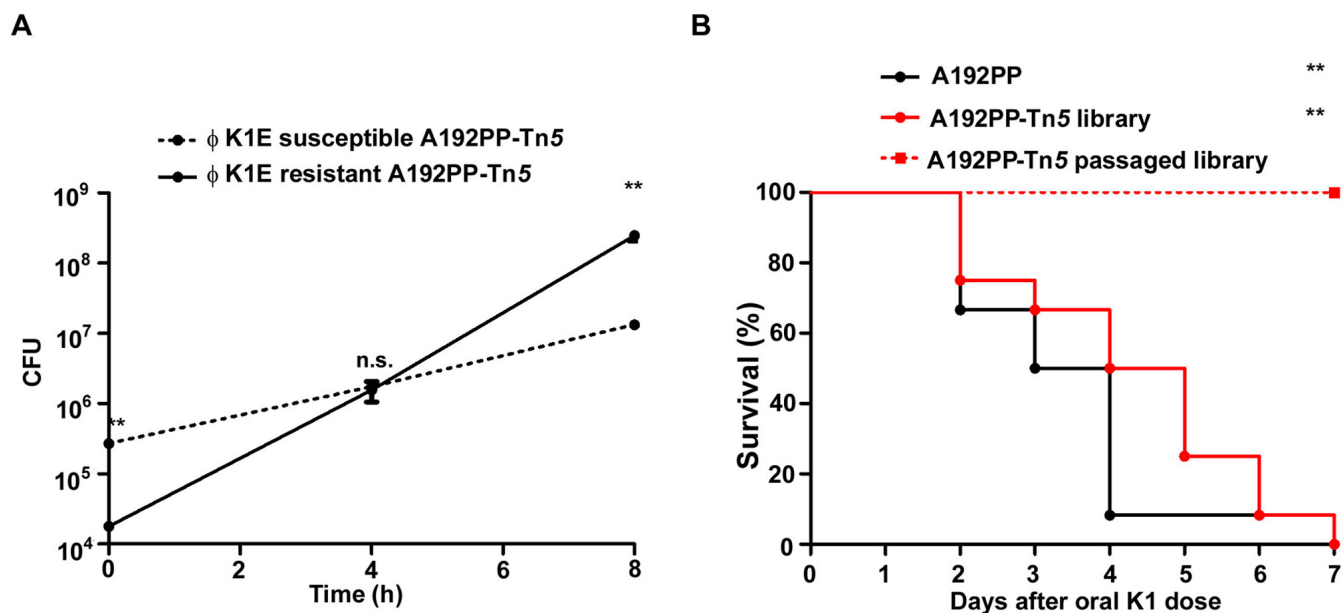 A
ϕ K1E susceptible A192PP-Tn5
ϕ K1E resistant A192PP-Tn5
10⁹
10⁸
10⁷
10⁶
10⁵
10⁴
CFU
**
n.s.
**
0 2 4 6 8
Time (h)
B
A192PP **
A192PP-Tn5 library **
A192PP-Tn5 passaged library
100
80
60
40
20
0
Survival (%)
0 1 2 3 4 5 6 7
Days after oral K1 dose